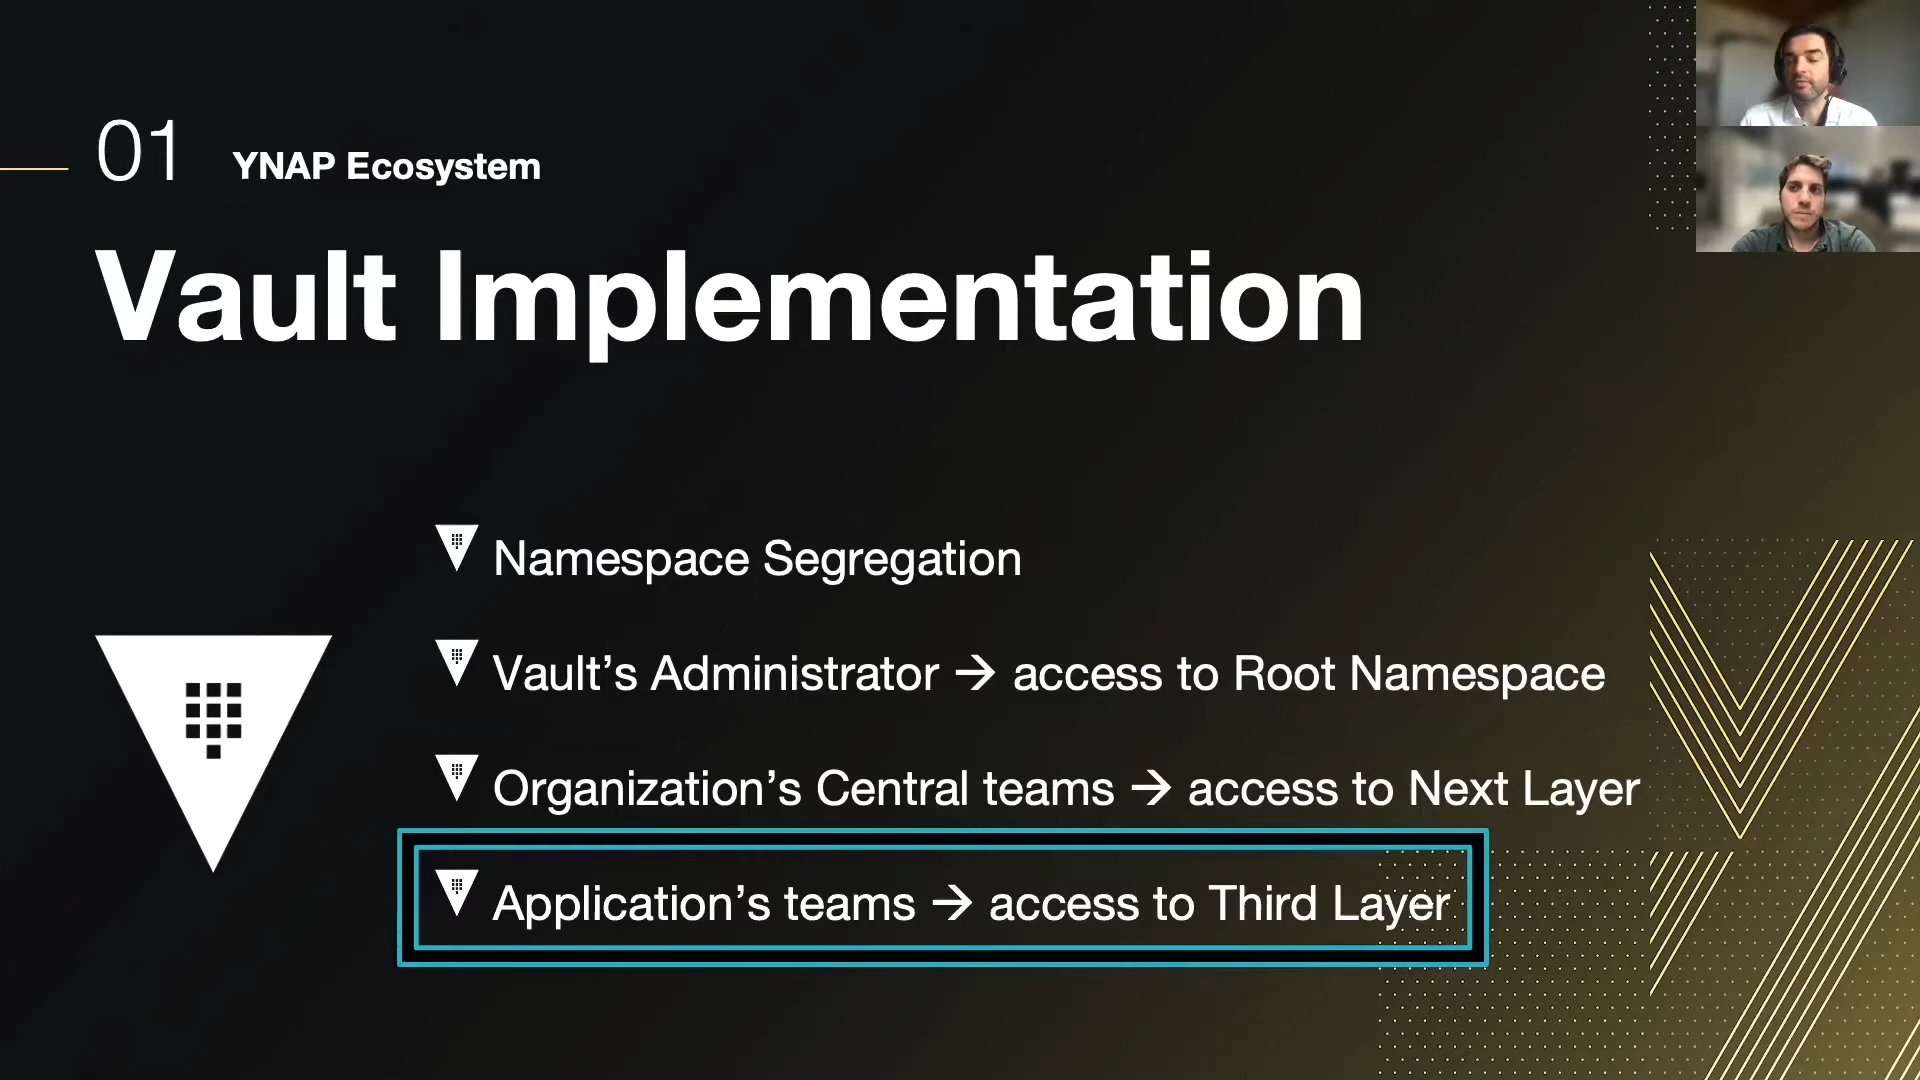 01 YNAP Ecosystem
Vault Implementation
Namespace Segregation
Vault’s Administrator → access to Root Namespace
Organization’s Central teams → access to Next Layer
Application’s teams → access to Third Layer